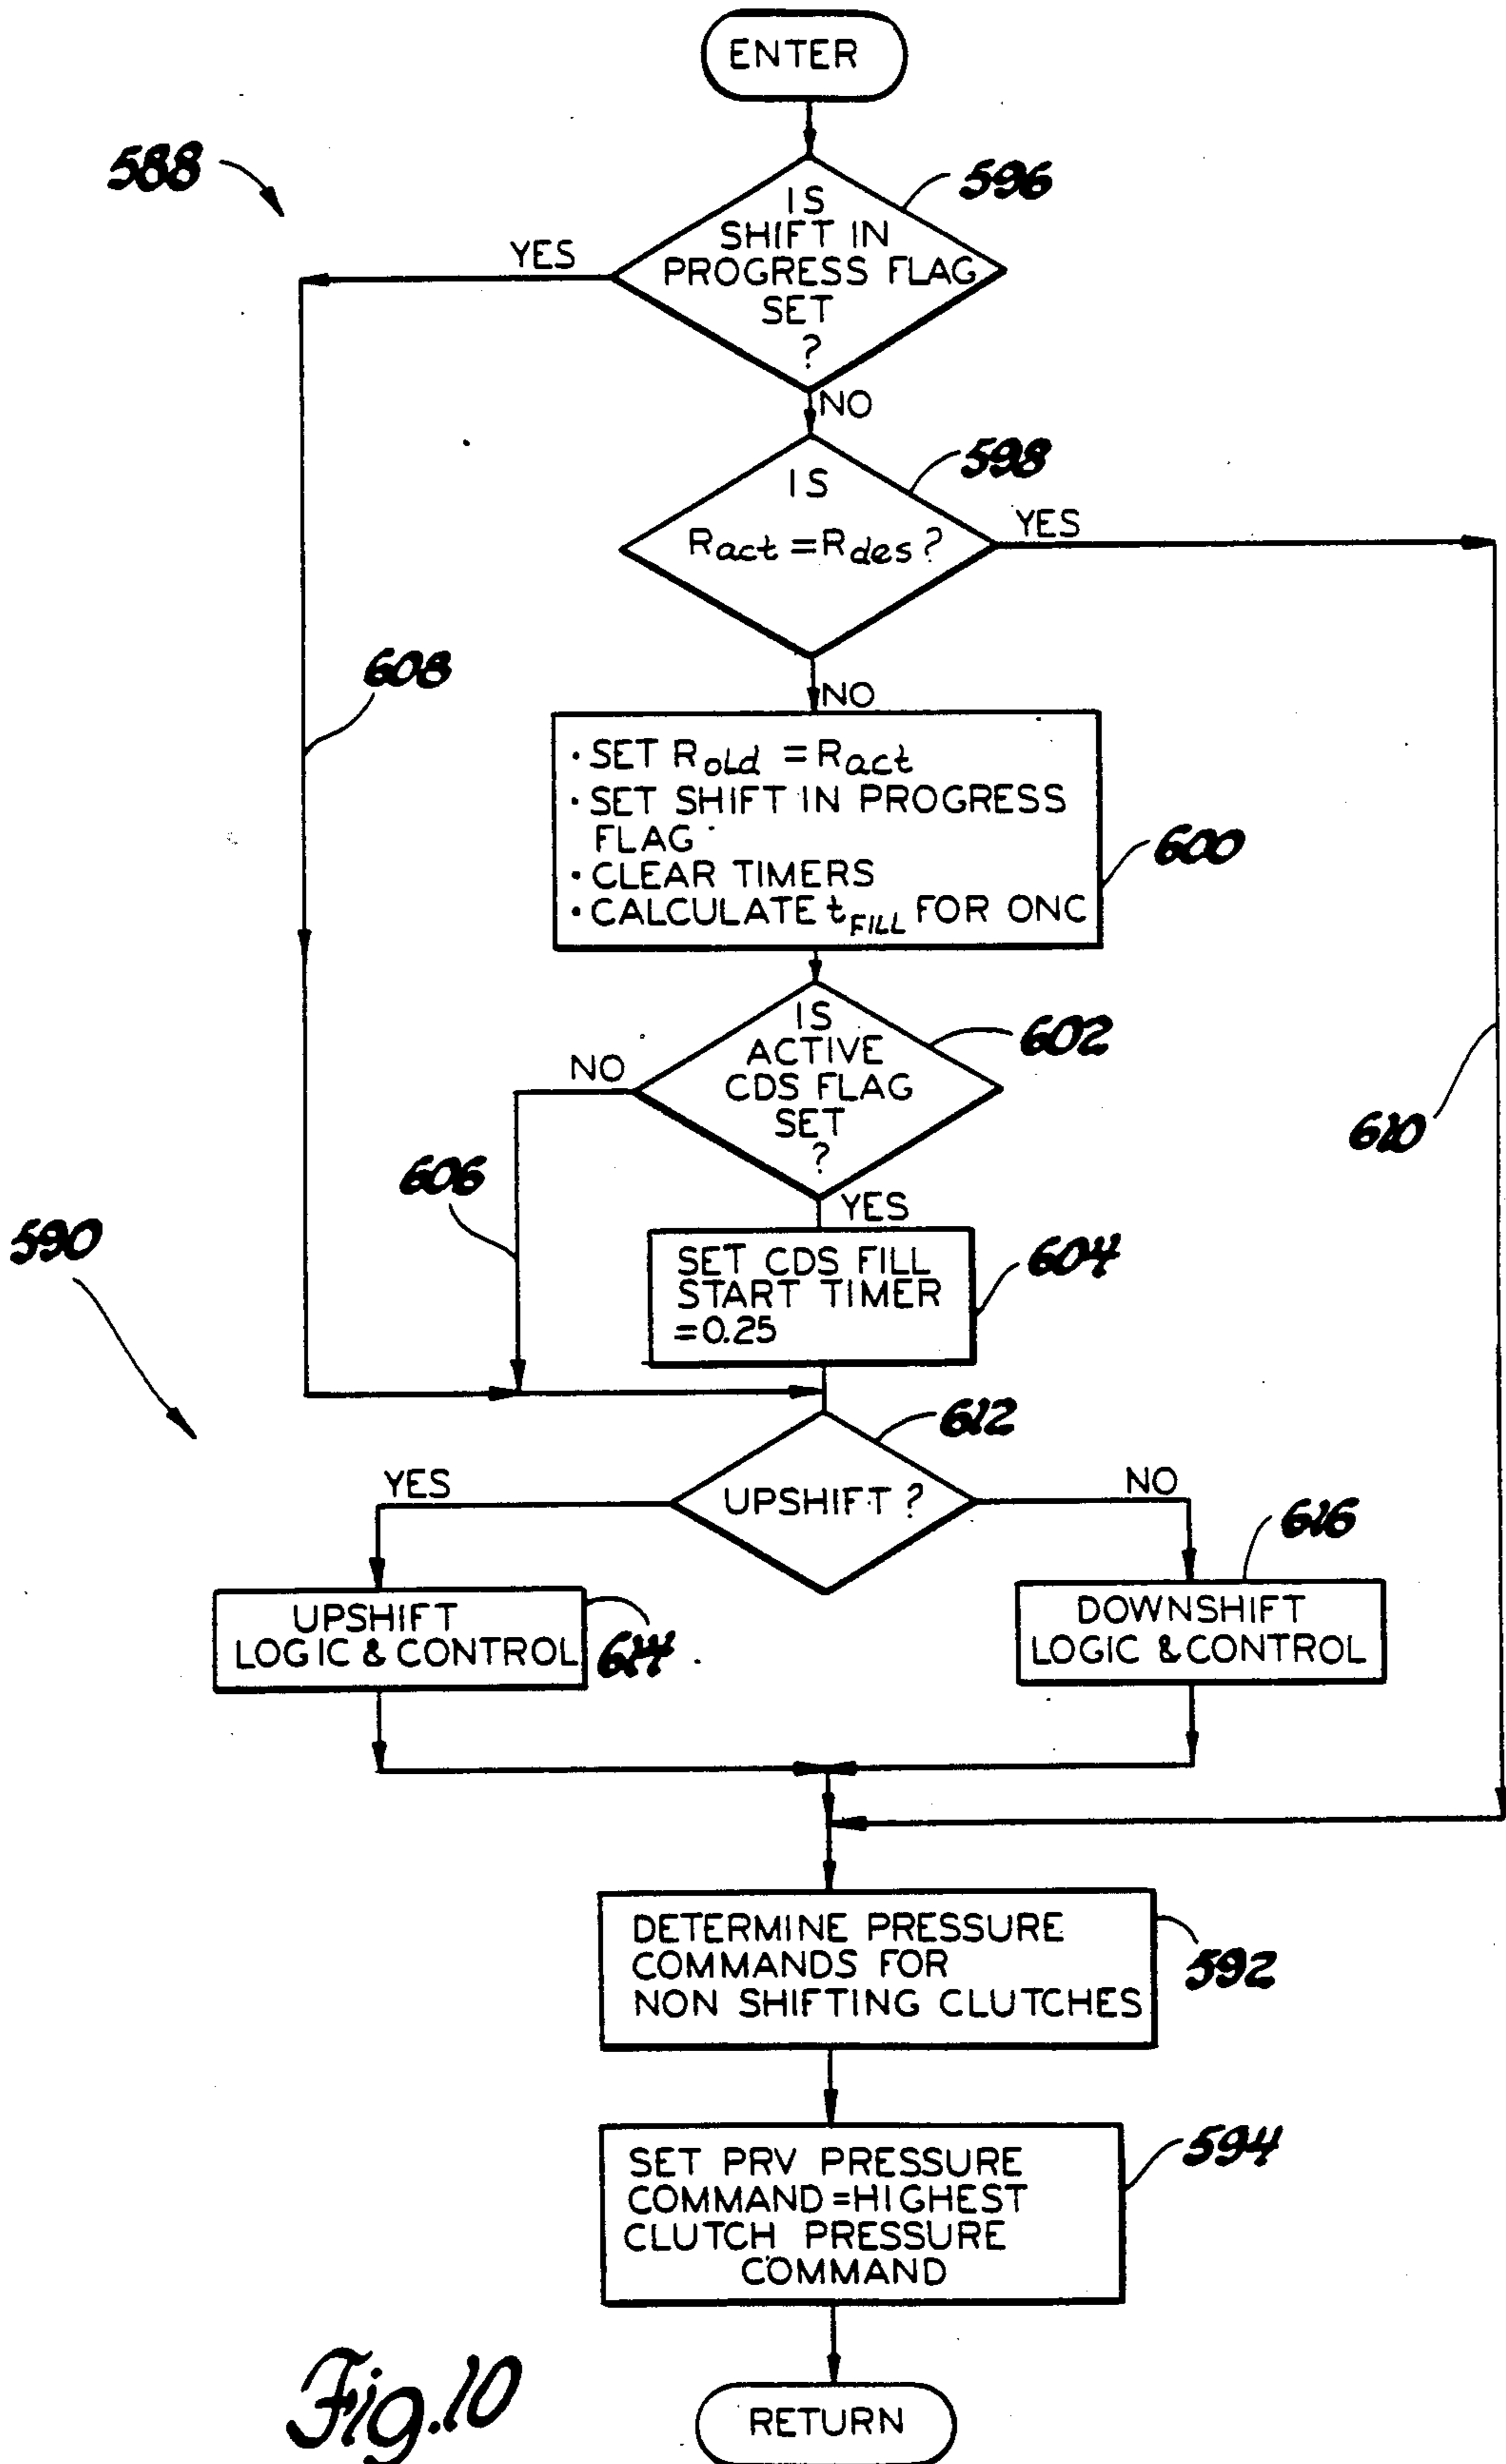 ENTER
588
596
IS
SHIFT IN
PROGRESS FLAG
SET
?
YES
NO
598
IS
Ract = Rdes ?
YES
608
NO
· SET Rold = Ract
· SET SHIFT IN PROGRESS
FLAG
· CLEAR TIMERS
· CALCULATE tFILL FOR ONC
600
IS
ACTIVE
CDS FLAG
SET
?
602
NO
610
606
YES
590
SET CDS FILL
START TIMER
=0.25
604
612
YES
UPSHIFT ?
NO
616
UPSHIFT
LOGIC & CONTROL
614
DOWNSHIFT
LOGIC & CONTROL
DETERMINE PRESSURE
COMMANDS FOR
NON SHIFTING CLUTCHES
592
SET PRV PRESSURE
COMMAND=HIGHEST
CLUTCH PRESSURE
COMMAND
594
Fig.10
RETURN